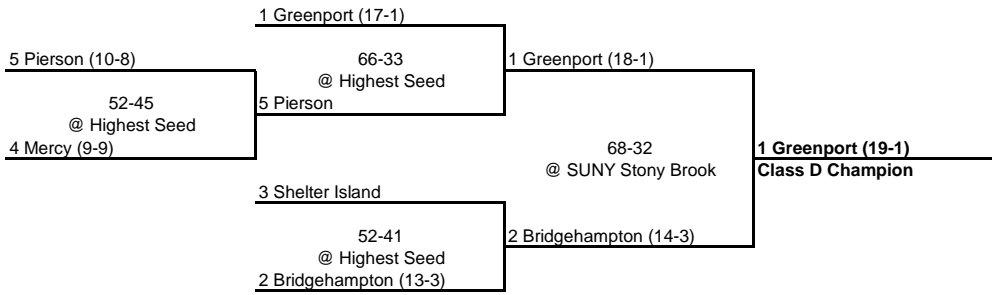 1 Greenport (17-1)
5 Pierson (10-8)
66-33
@ Highest Seed
1 Greenport (18-1)
52-45
@ Highest Seed
5 Pierson
4 Mercy (9-9)
68-32
@ SUNY Stony Brook
1 Greenport (19-1)
Class D Champion
3 Shelter Island
52-41
@ Highest Seed
2 Bridgehampton (14-3)
2 Bridgehampton (13-3)